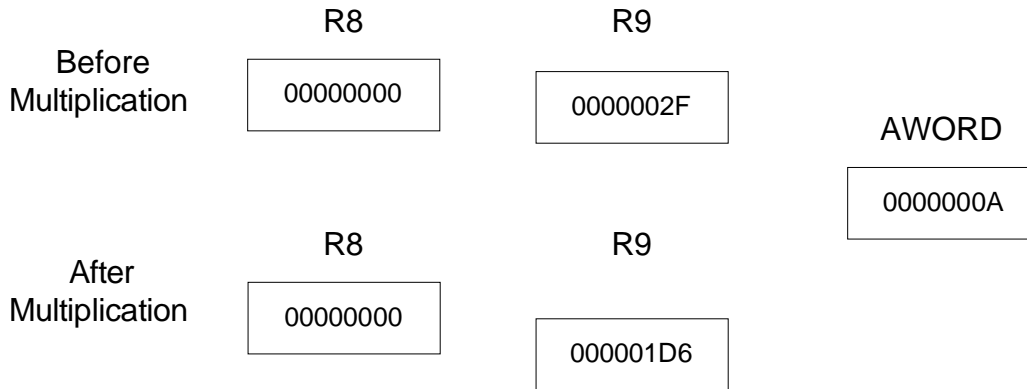 R8 R9
Before
Multiplication
00000000
0000002F
AWORD
0000000A
R8 R9
After
Multiplication
00000000
000001D6